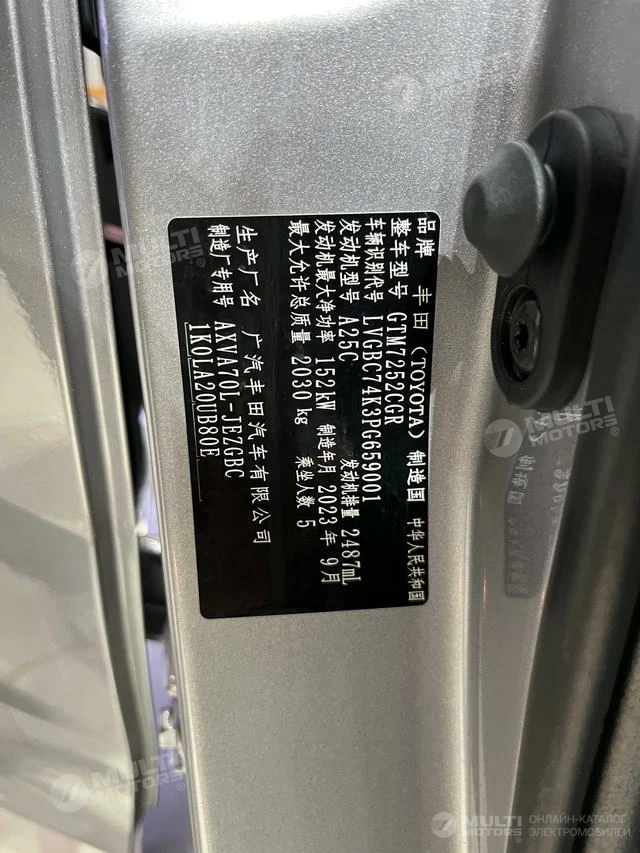 品牌 丰田 (TOYOTA) 制造国 中华人民共和国
整车型号 GTM7252CGR
车辆识别代号 LVGBC74K3PG659001
发动机型号 A25C 发动机排量 2487mL
发动机最大净功率 152kW 制造年月 2023年9月
最大允许总质量 2030kg 乘坐人数 5
生产厂名 广汽丰田汽车有限公司
制造厂专用号 AXVA70L-JEZGBC
1K0LA20UB80E
MULTI MOTORS
MULTI MOTORS
MULTI MOTORS
MULTI MOTORS ОНЛАЙН-КАТАЛОГ
ЭЛЕКТРОМОБИЛЕЙ